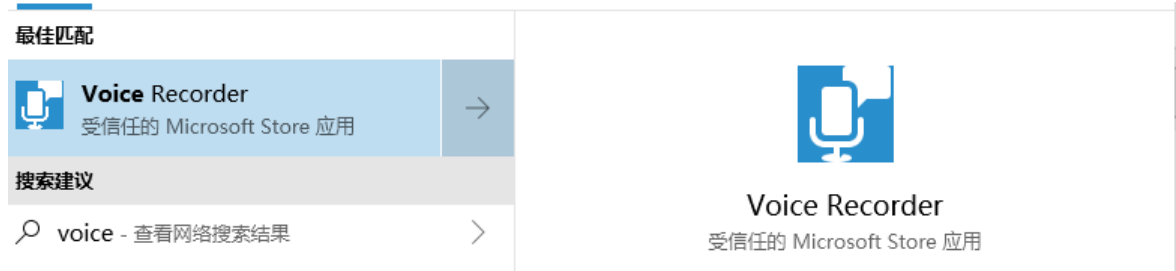 最佳匹配
Voice Recorder
受信任的 Microsoft Store 应用
搜索建议
voice - 查看网络搜索结果
Voice Recorder
受信任的 Microsoft Store 应用